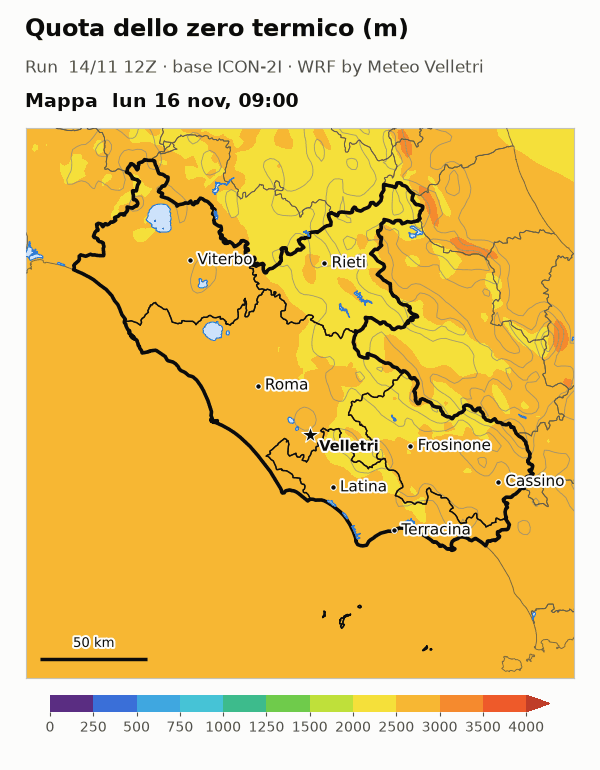 Quota dello zero termico (m)
Run  14/11 12Z · base ICON-2I · WRF by Meteo Velletri
Mappa  lun 16 nov, 09:00
Viterbo
Rieti
Roma
Velletri
Frosinone
Cassino
Latina
Terracina
50 km
0 250 500 750 1000 1250 1500 2000 2500 3000 3500 4000